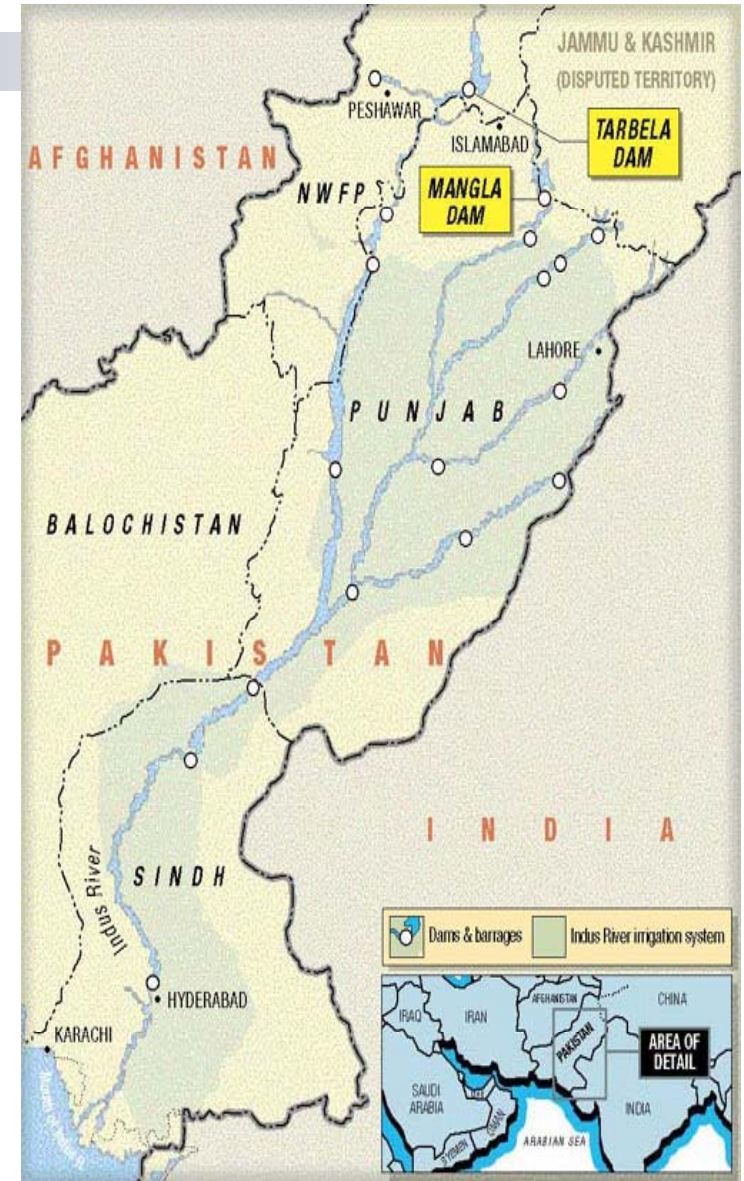 JAMMU & KASHMIR
(DISPUTED TERRITORY)
PESHAWAR
ISLAMABAD
TARBELA
DAM
AFGHANISTAN
NWFP
MANGLA
DAM
LAHORE
PUNJAB
BALOCHISTAN
PAKISTAN
INDIA
SINDH
Indus River
HYDERABAD
KARACHI
Dams & barrages
Indus River irrigation system
IRAQ
IRAN
AFGHANISTAN
CHINA
PAKISTAN
AREA OF
DETAIL
SAUDI
ARABIA
OMAN
YEMEN
INDIA
ARABIAN SEA